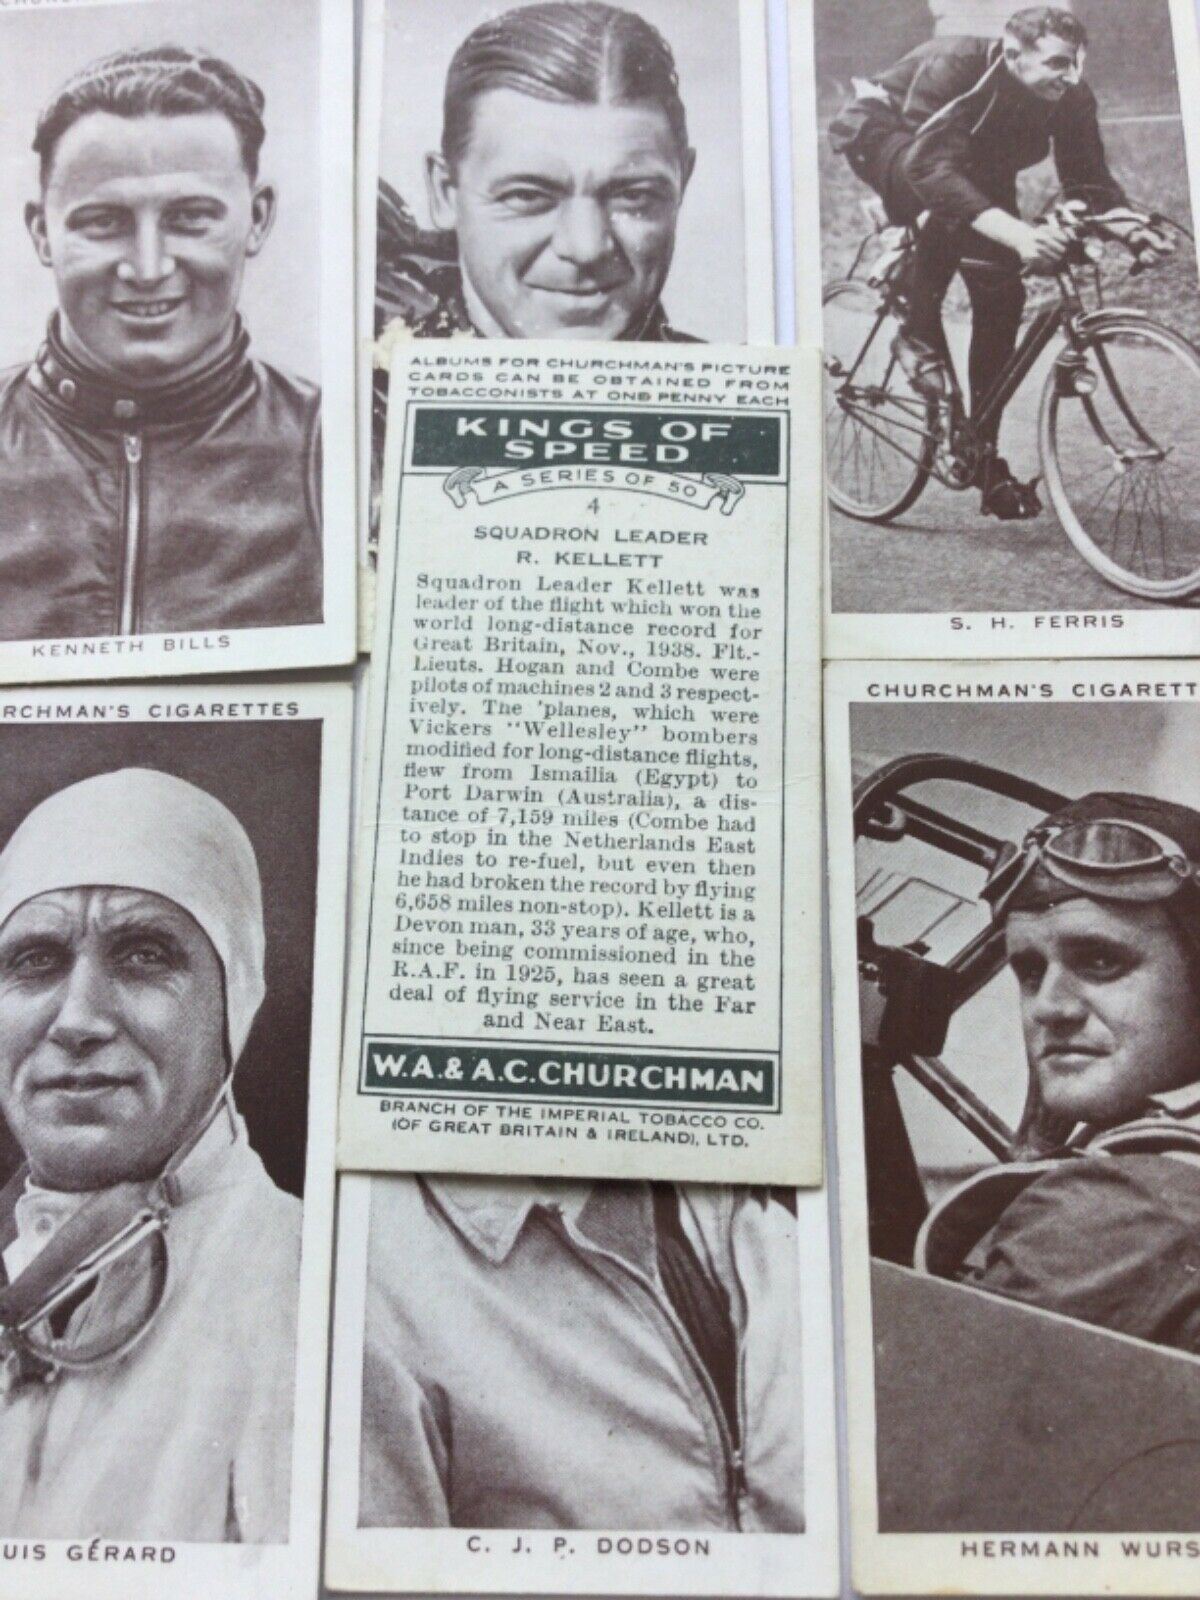 KENNETH BILLS
S. H. FERRIS
ALBUMS FOR CHURCHMAN'S PICTURE
CARDS CAN BE OBTAINED FROM
TOBACCONISTS AT ONE PENNY EACH
KINGS OF
SPEED
A SERIES OF 50
4
SQUADRON LEADER
R. KELLETT
Squadron Leader Kellett was
leader of the flight which won the
world long-distance record for
Great Britain, Nov., 1938. Flt.-
Lieuts. Hogan and Combe were
pilots of machines 2 and 3 respect-
ively. The 'planes, which were
Vickers "Wellesley" bombers
modified for long-distance flights,
flew from Ismailia (Egypt) to
Port Darwin (Australia), a dis-
tance of 7,159 miles (Combe had
to stop in the Netherlands East
Indies to re-fuel, but even then
he had broken the record by flying
6,658 miles non-stop). Kellett is a
Devon man, 33 years of age, who,
since being commissioned in the
R.A.F. in 1925, has seen a great
deal of flying service in the Far
and Near East.
W.A.& A.C.CHURCHMAN
BRANCH OF THE IMPERIAL TOBACCO CO.
(OF GREAT BRITAIN & IRELAND), LTD.
RCHMAN'S CIGARETTES
CHURCHMAN'S CIGARETT
UIS GÉRARD
C. J. P. DODSON
HERMANN WURS